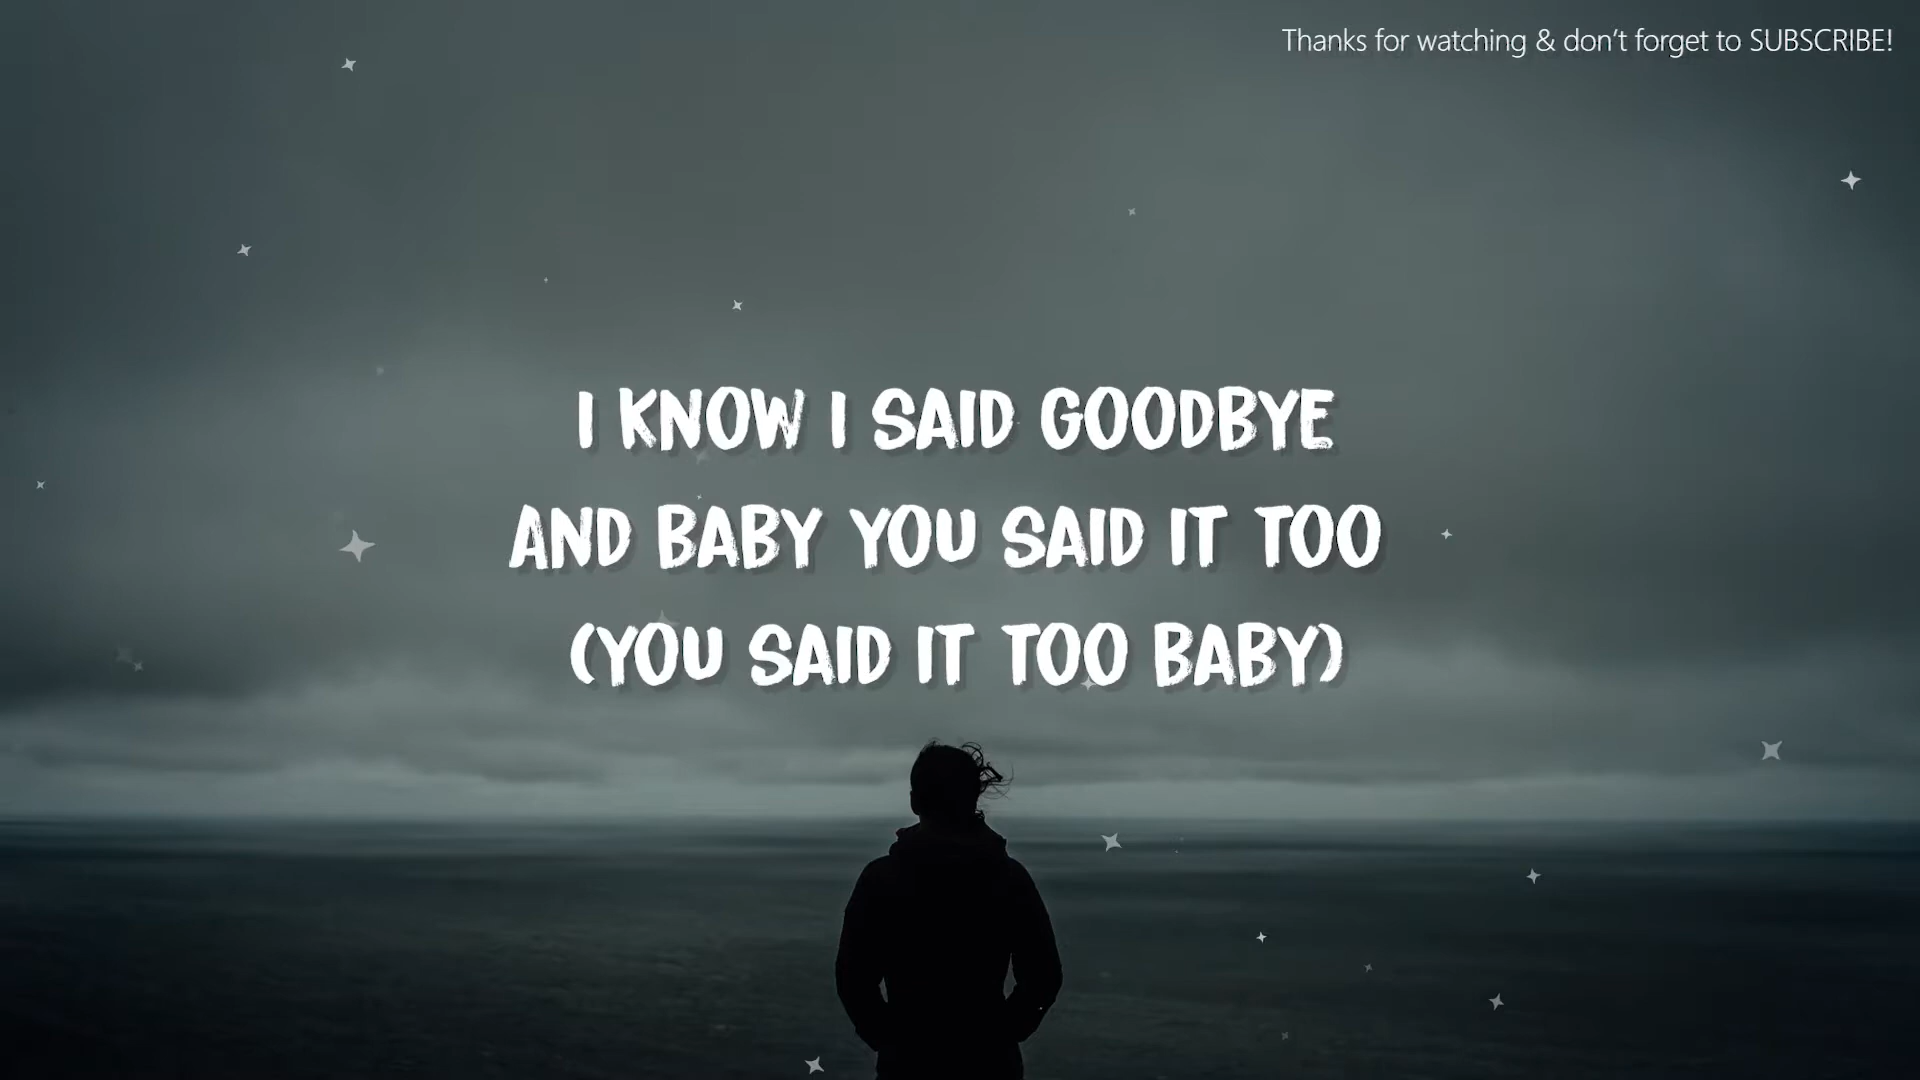 Thanks for watching & don't forget to SUBSCRIBE!
I KNOW I SAID GOODBYE
AND BABY YOU SAID IT TOO
(YOU SAID IT TOO BABY)